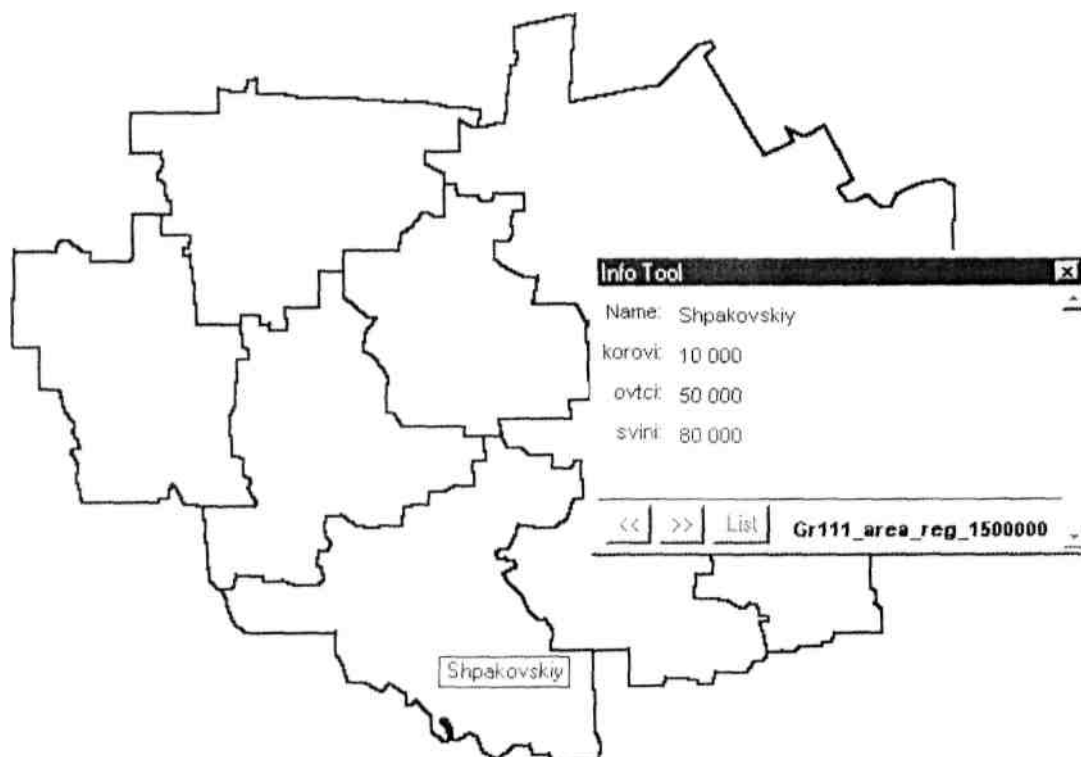 Info Tool
Name: Shpakovskiy
korovi: 10 000
ovtci: 50 000
svini: 80 000
<< >> List Gr111_area_reg_1500000
Shpakovskiy